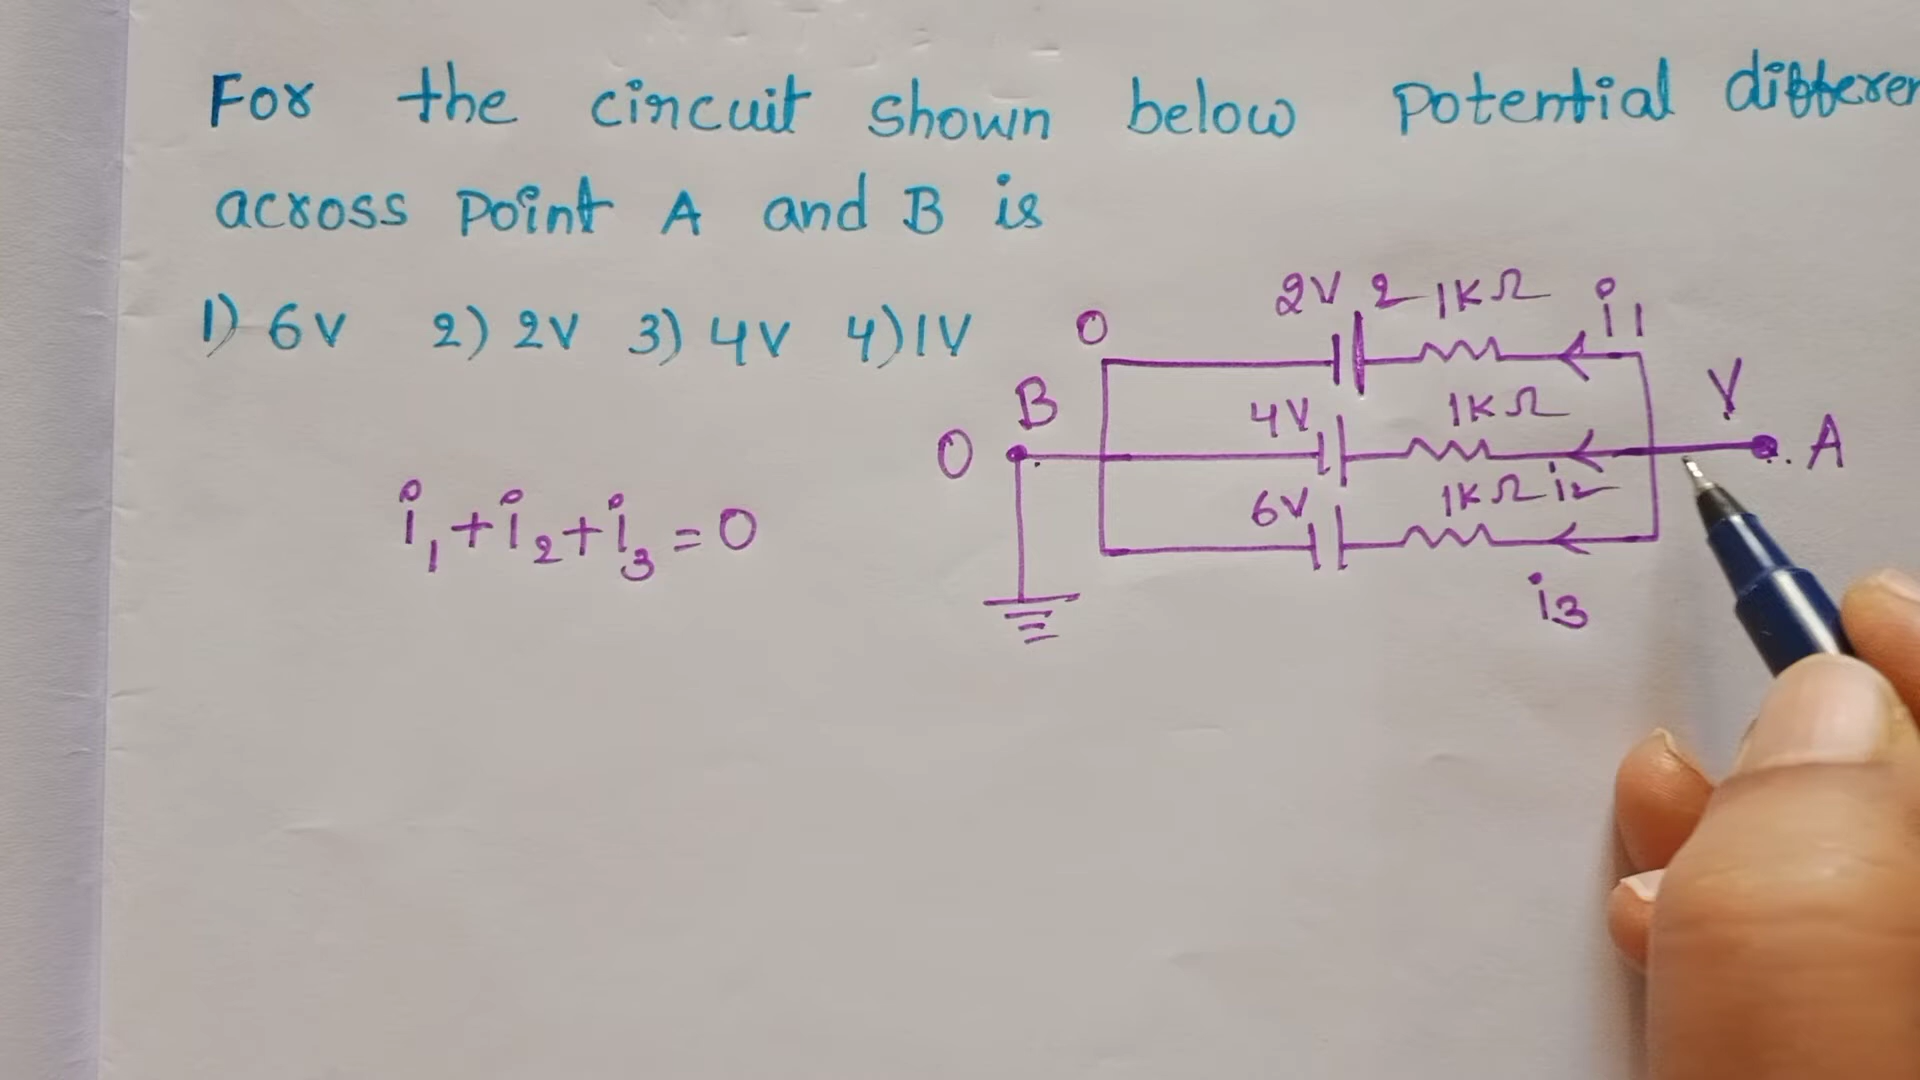 For the circuit shown below potential differen
across point A and B is
1) 6V 2) 2V 3) 4V 4) 1V
2V 2 1KΩ i1
0
B 4V 1KΩ V
0 A
6V 1KΩ i2
i1+i2+i3=0
i3